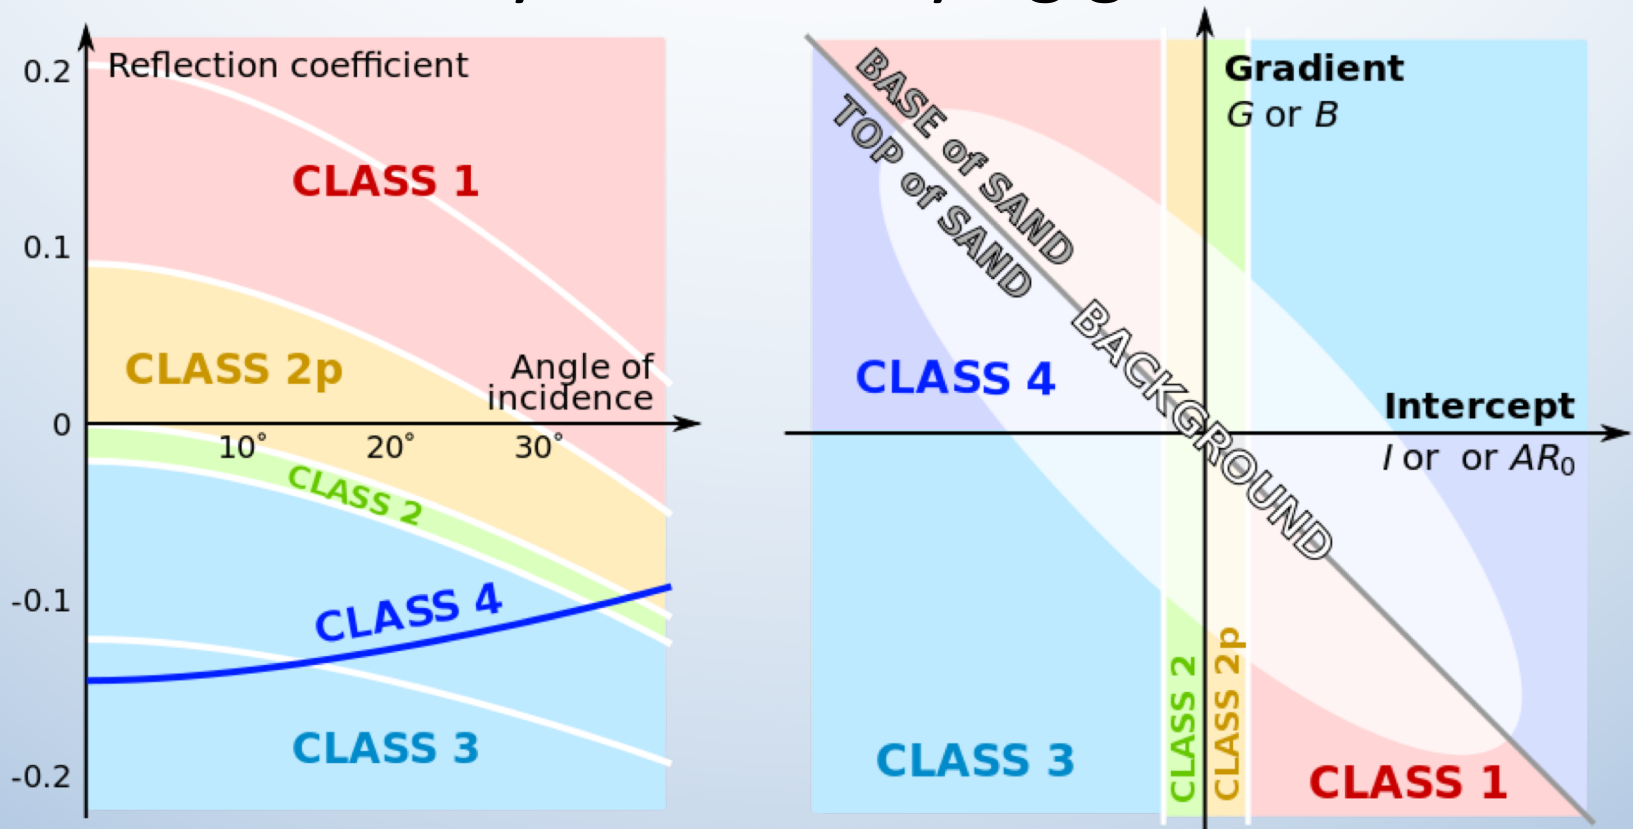 0.2
Reflection coefficient
CLASS 1
0.1
CLASS 2p
Angle of
incidence
0
10°
20°
30°
CLASS 2
-0.1
CLASS 4
CLASS 3
-0.2
BASE of SAND
TOP of SAND
BACKGROUND
Gradient
G or B
CLASS 4
Intercept
I or or AR₀
CLASS 3
CLASS 2
CLASS 2p
CLASS 1